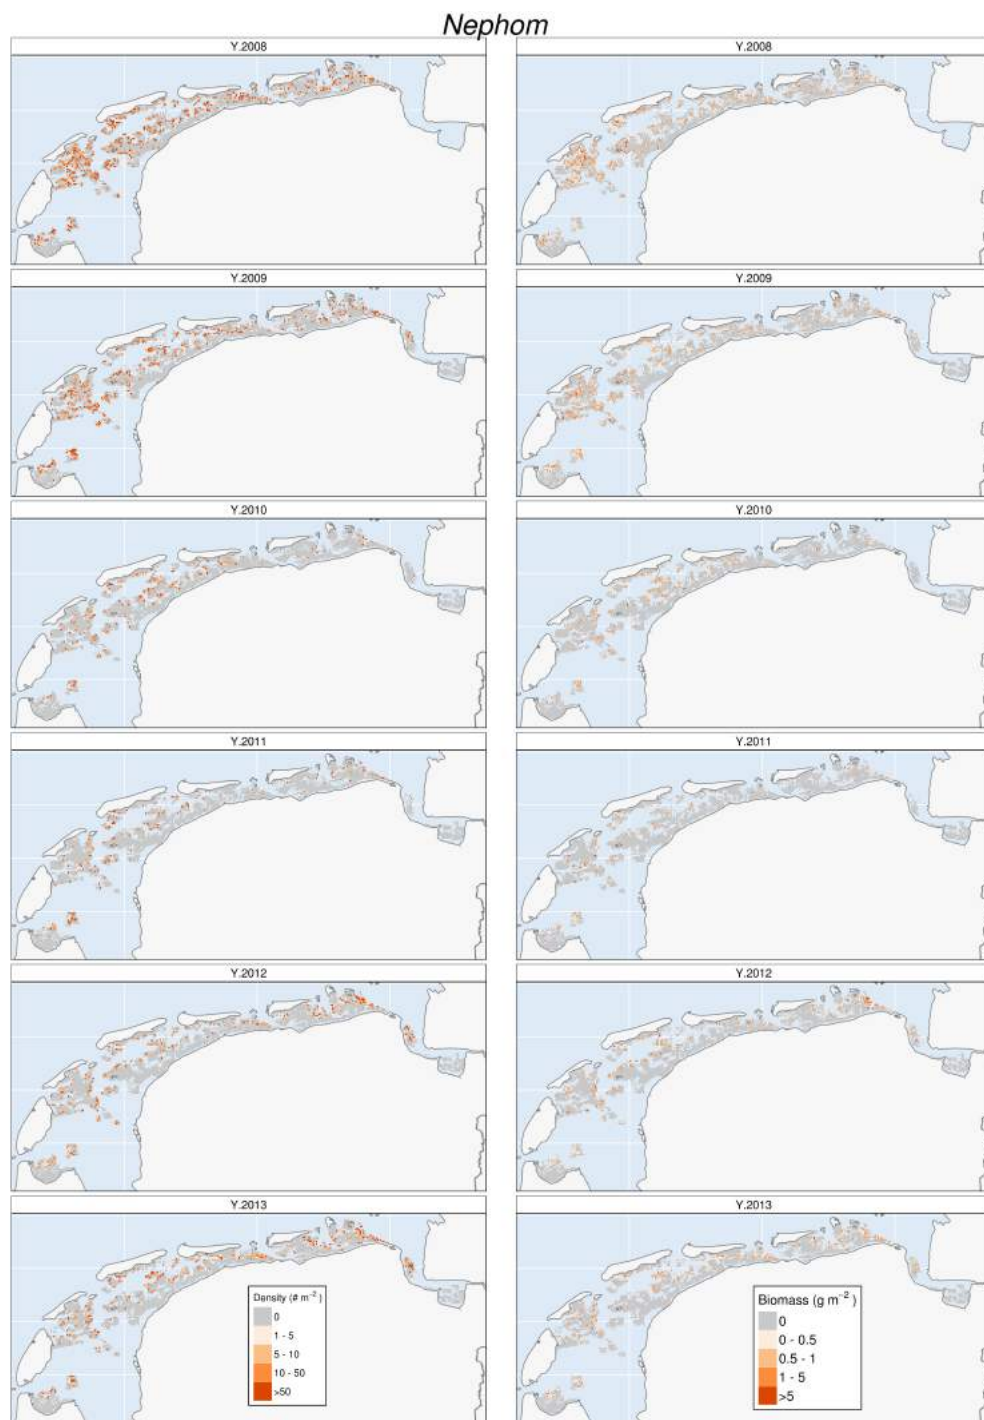 Nephom
Y.2008
Y.2008
Y.2009
Y.2009
Y.2010
Y.2010
Y.2011
Y.2011
Y.2012
Y.2012
Y.2013
Y.2013
Density (# m⁻²)
0
1 - 5
5 - 10
10 - 50
>50
Biomass (g m⁻²)
0
0 - 0.5
0.5 - 1
1 - 5
>5